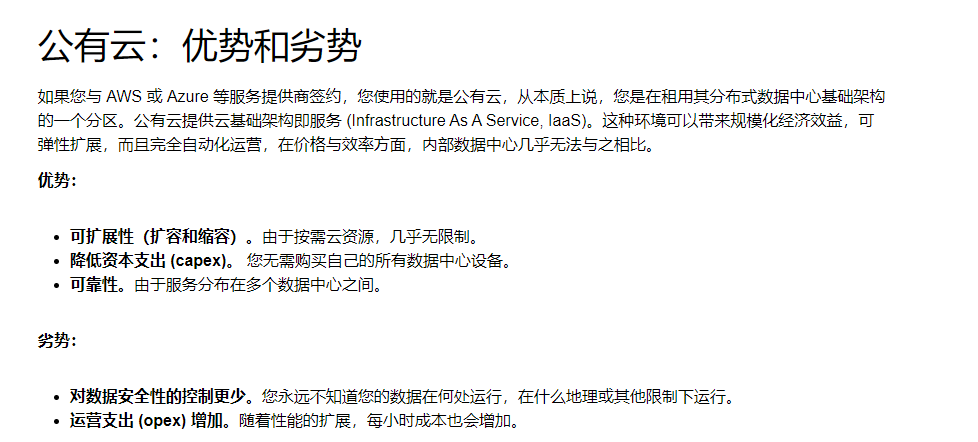 公有云：优势和劣势
如果您与 AWS 或 Azure 等服务提供商签约，您使用的就是公有云，从本质上说，您是在租用其分布式数据中心基础架构
的一个分区。公有云提供云基础架构即服务 (Infrastructure As A Service, IaaS)。这种环境可以带来规模化经济效益，可
弹性扩展，而且完全自动化运营，在价格与效率方面，内部数据中心几乎无法与之相比。
优势：
• 可扩展性（扩容和缩容）。由于按需云资源，几乎无限制。
• 降低资本支出 (capex)。 您无需购买自己的所有数据中心设备。
• 可靠性。由于服务分布在多个数据中心之间。
劣势：
• 对数据安全性的控制更少。您永远不知道您的数据在何处运行，在什么地理或其他限制下运行。
• 运营支出 (opex) 增加。随着性能的扩展，每小时成本也会增加。